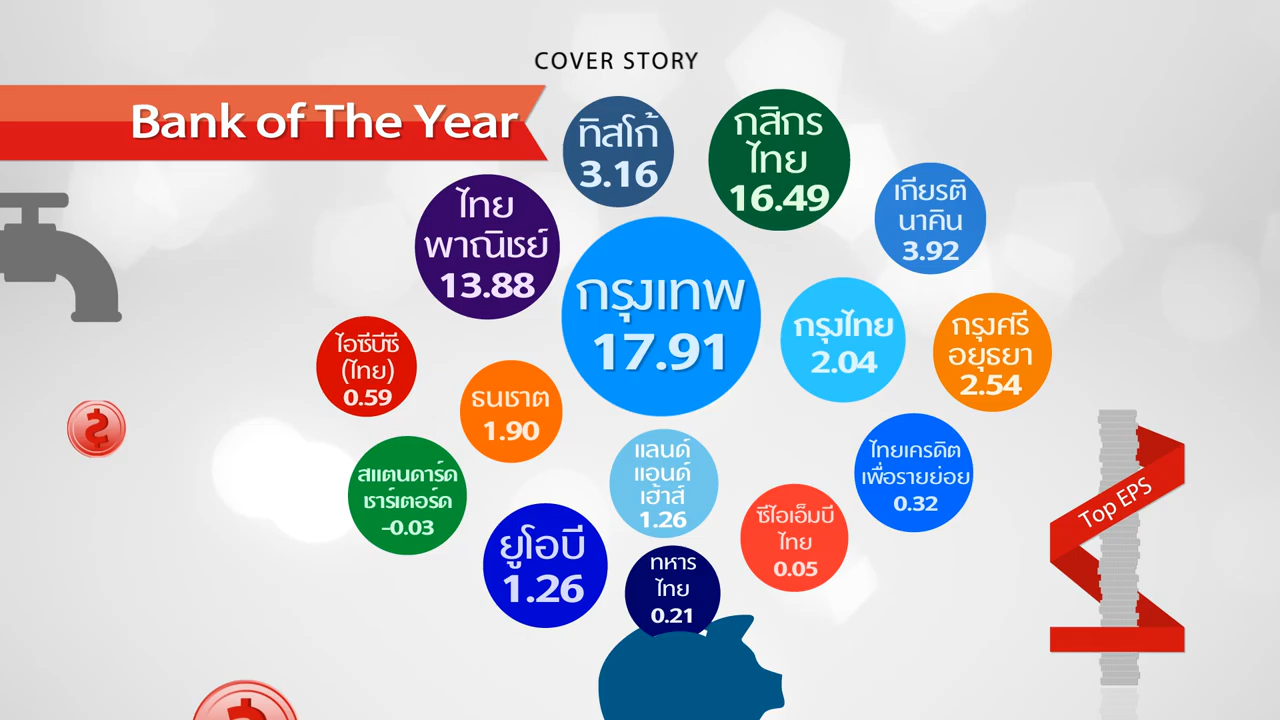 COVER STORY
Bank of The Year
ทิสโก้
3.16
กสิกร
ไทย
16.49
ไทย
พาณิชย์
13.88
เกียรติ
นาคิน
3.92
กรุงเทพ
17.91
กรุงไทย
2.04
กรุงศรี
อยุธยา
2.54
ไอซีบีซี
(ไทย)
0.59
ธนชาต
1.90
สแตนดาร์ด
ชาร์เตอร์ด
-0.03
แลนด์
แอนด์
เฮ้าส์
1.26
ไทยเครดิต
เพื่อรายย่อย
0.32
ยูโอบี
1.26
ซีไอเอ็มบี
ไทย
0.05
ทหาร
ไทย
0.21
Top EPS